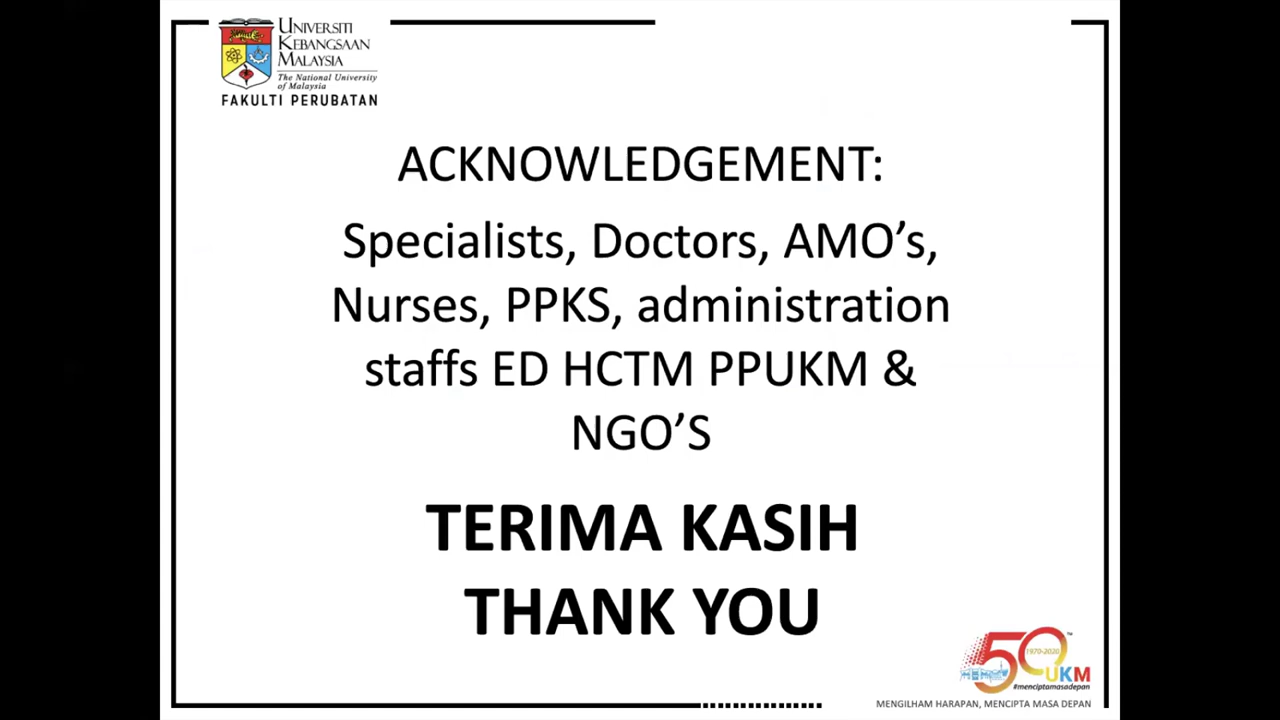 UNIVERSITI
KEBANGSAAN
MALAYSIA
The National University
of Malaysia
FAKULTI PERUBATAN
ACKNOWLEDGEMENT:
Specialists, Doctors, AMO’s,
Nurses, PPKS, administration
staffs ED HCTM PPUKM &
NGO’S
TERIMA KASIH
THANK YOU
50
1970-2020
UKM
#menciptamasadepan
MENGILHAM HARAPAN, MENCIPTA MASA DEPAN